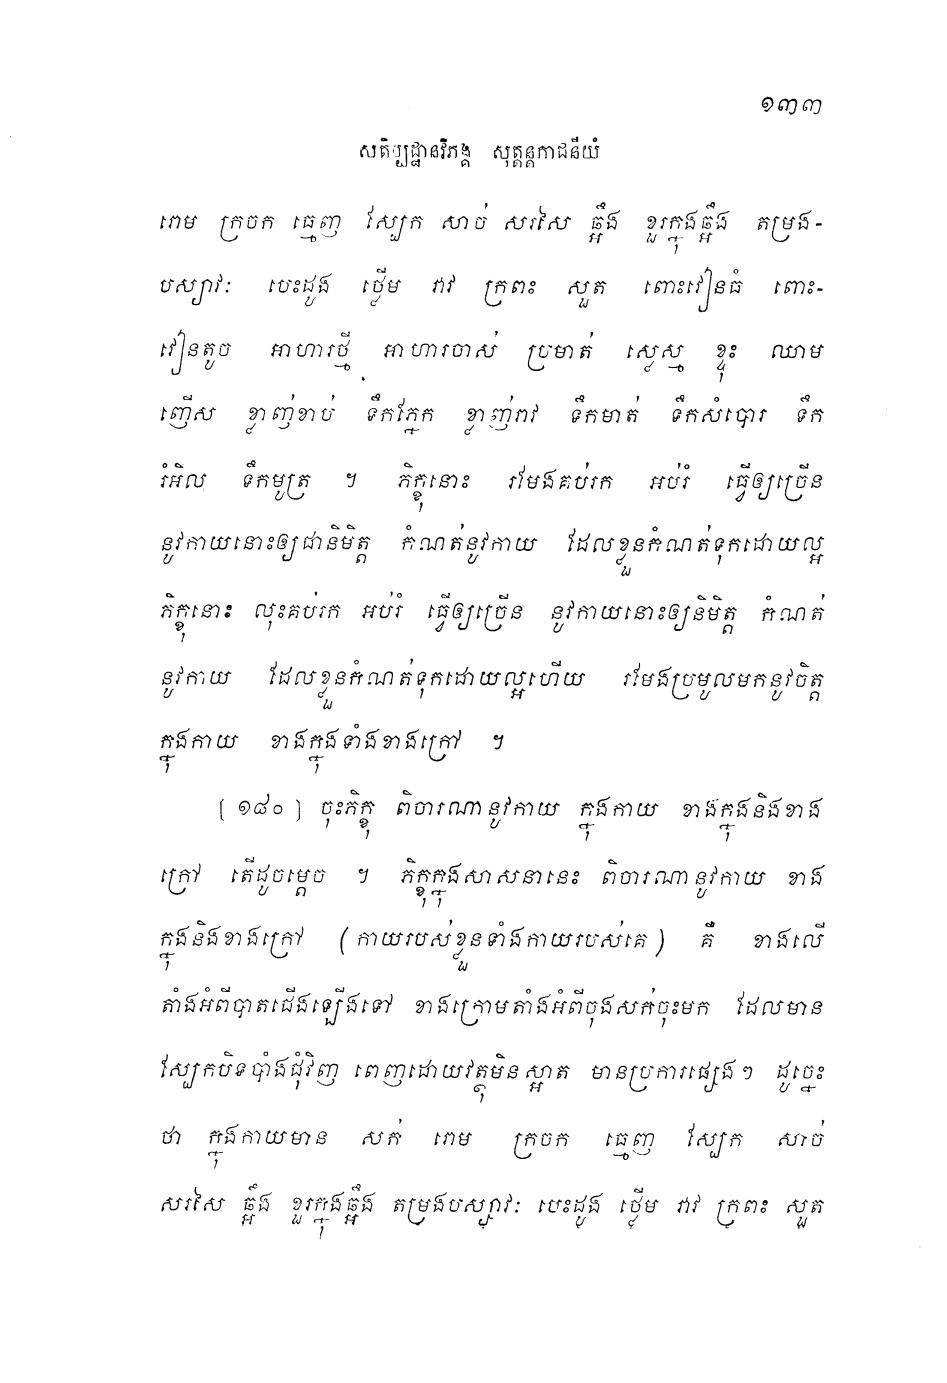 ១៣៣
សតិប្បដ្ឋានវិភង្គ សុត្តន្តភាជនីយំ
រោម ក្រចក ធ្មេញ ស្បែក សាច់ សរសៃ ឆ្អឹង ខួរក្នុងឆ្អឹង តម្រង-
បស្សាវៈ បេះដូង ថ្លើម វាវ ក្រពះ សួត ពោះវៀនធំ ពោះ-
វៀនតូច អាហារថ្មី អាហារចាស់ ប្រមាត់ ស្លេស្ម ខ្ទុះ ឈាម
ញើស ខ្លាញ់ខាប់ ទឹកភ្នែក ខ្លាញ់រាវ ទឹកមាត់ ទឹកសំបោរ ទឹក
រំអិល ទឹកមូត្រ ។ ភិក្ខុនោះ រមែងគប់រក អប់រំ ធ្វើឲ្យច្រើន
នូវកាយនោះឲ្យជានិមិត្ត កំណត់នូវកាយ ដែលខ្លួនកំណត់ទុកដោយល្អ
ភិក្ខុនោះ លុះគប់រក អប់រំ ធ្វើឲ្យច្រើន នូវកាយនោះឲ្យនិមិត្ត កំណត់
នូវកាយ ដែលខ្លួនកំណត់ទុកដោយល្អហើយ រមែងប្រមូលមកនូវចិត្ត
ក្នុងកាយ ខាងក្នុងទាំងខាងក្រៅ ។
[ ១៨០ ] ចុះភិក្ខុ ពិចារណានូវកាយ ក្នុងកាយ ខាងក្នុងនិងខាង
ក្រៅ តើដូចម្តេច ។ ភិក្ខុក្នុងសាសនានេះ ពិចារណានូវកាយ ខាង
ក្នុងនិងខាងក្រៅ (កាយរបស់ខ្លួនទាំងកាយរបស់គេ) គឺ ខាងលើ
តាំងអំពីបាតជើងឡើងទៅ ខាងក្រោមតាំងអំពីចុងសក់ចុះមក ដែលមាន
ស្បែកបិទបាំងជុំវិញ ពេញដោយវត្ថុមិនស្អាត មានប្រការផ្សេងៗ ដូច្នេះ
ថា ក្នុងកាយមាន សក់ រោម ក្រចក ធ្មេញ ស្បែក សាច់
សរសៃ ឆ្អឹង ខួរក្នុងឆ្អឹង តម្រងបស្សាវៈ បេះដូង ថ្លើម វាវ ក្រពះ សួត